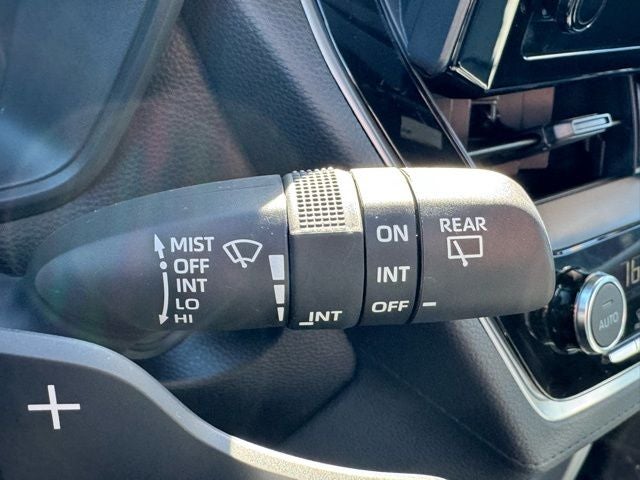 MIST
OFF
INT
LO
HI
INT
ON
INT
OFF
REAR
+
AUTO